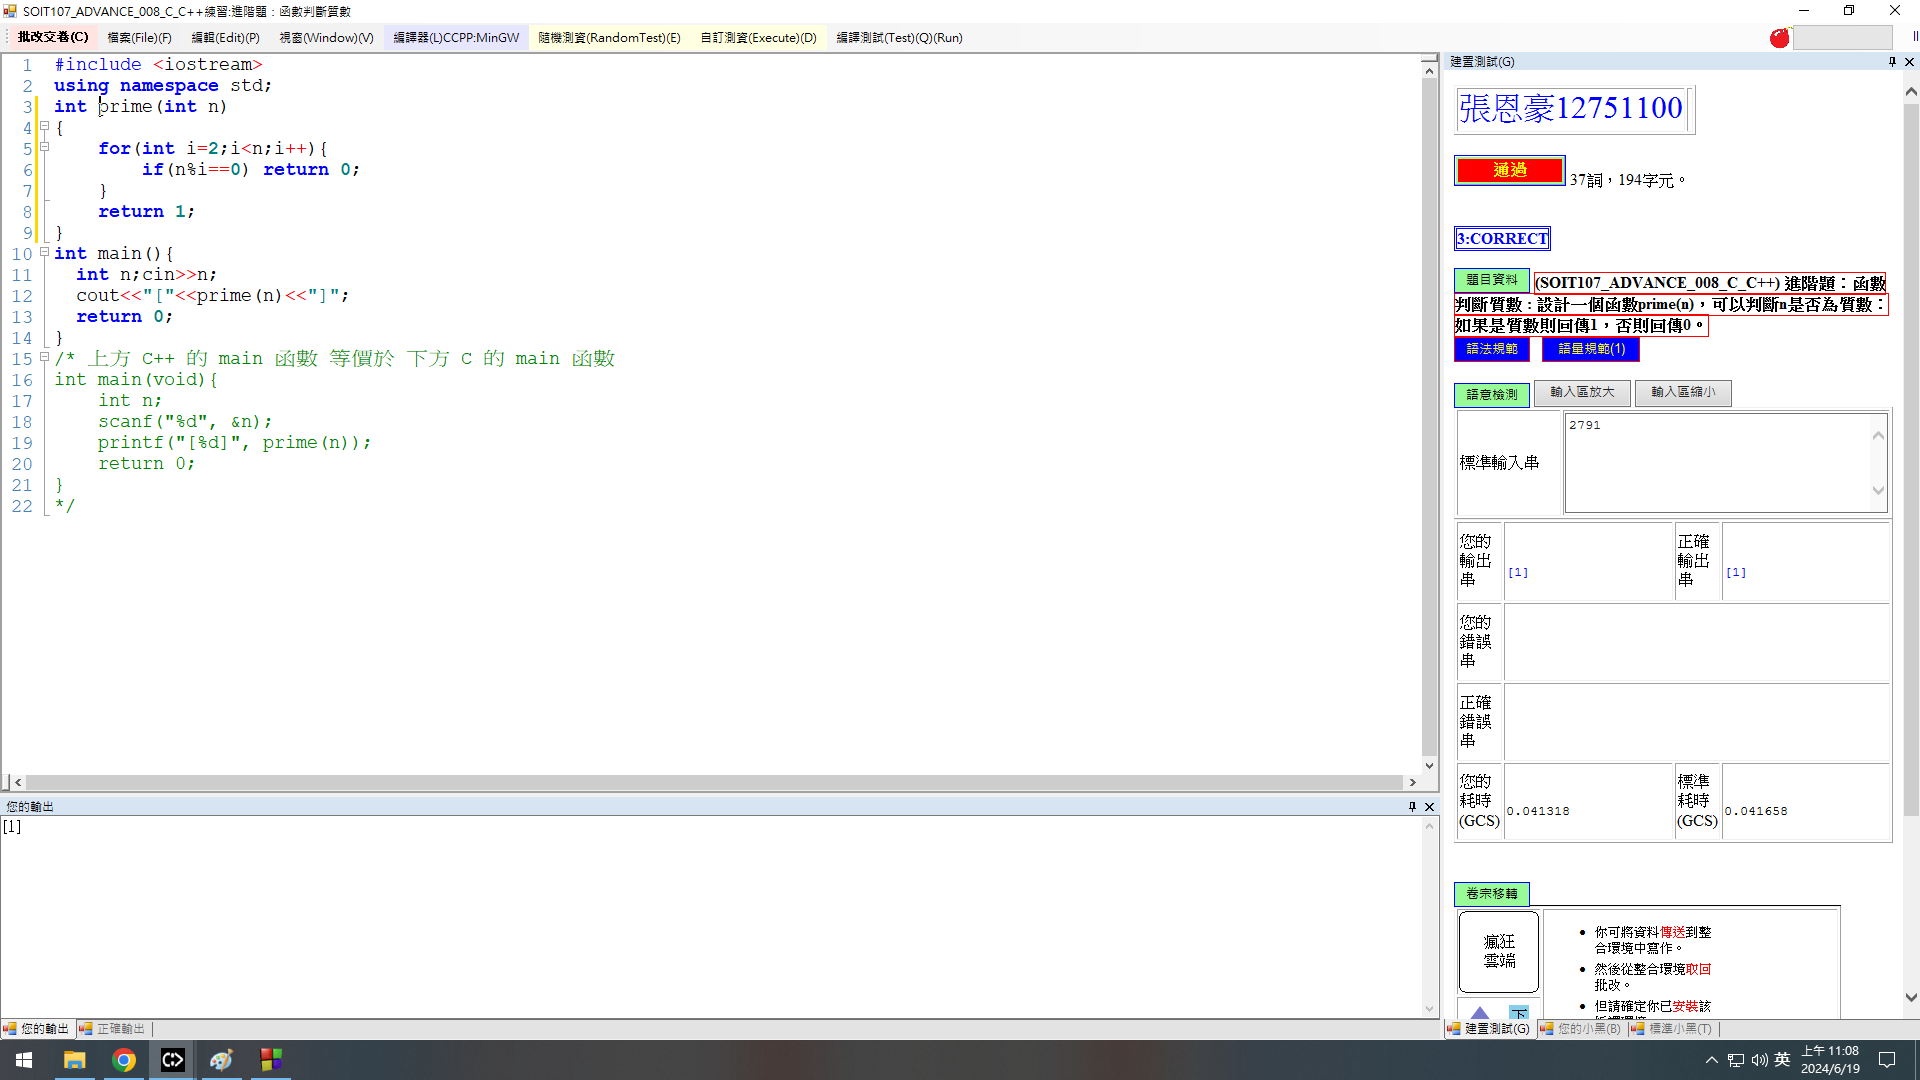 SOIT107_ADVANCE_008_C_C++練習:進階題：函數判斷質數
批改交卷(C) 檔案(File)(F) 編輯(Edit)(P) 視窗(Window)(V) 編譯器(L)CCPP:MinGW 隨機測資(RandomTest)(E) 自訂測資(Execute)(D) 編譯測試(Test)(Q)(Run)
1 #include <iostream>
2 using namespace std;
3 int prime(int n)
4 {
5 for(int i=2;i<n;i++){
6 if(n%i==0) return 0;
7 }
8 return 1;
9 }
10 int main(){
11 int n;cin>>n;
12 cout<<"["<<prime(n)<<"]";
13 return 0;
14 }
15 /* 上方 C++ 的 main 函數 等價於 下方 C 的 main 函數
16 int main(void){
17 int n;
18 scanf("%d", &n);
19 printf("[%d]", prime(n));
20 return 0;
21 }
22 */
您的輸出
[1]
您的輸出 正確輸出
建置測試(G)
張恩豪12751100
通過 37詞，194字元。
3:CORRECT
題目資料 (SOIT107_ADVANCE_008_C_C++) 進階題：函數
判斷質數：設計一個函數prime(n)，可以判斷n是否為質數：
如果是質數則回傳1，否則回傳0。
語法規範 語量規範(1)
語意檢測 輸入區放大 輸入區縮小
標準輸入串 2791
您的輸出串 [1] 正確輸出串 [1]
您的錯誤串
正確錯誤串
您的耗時(GCS) 0.041318 標準耗時(GCS) 0.041658
卷宗移轉
瘋狂雲端
你可將資料傳送到整
合環境中寫作。
然後從整合環境取回
批改。
但請確定你已安裝該
下
建置測試(G) 您的小黑(B) 標準小黑(T)
英 上午 11:08
2024/6/19